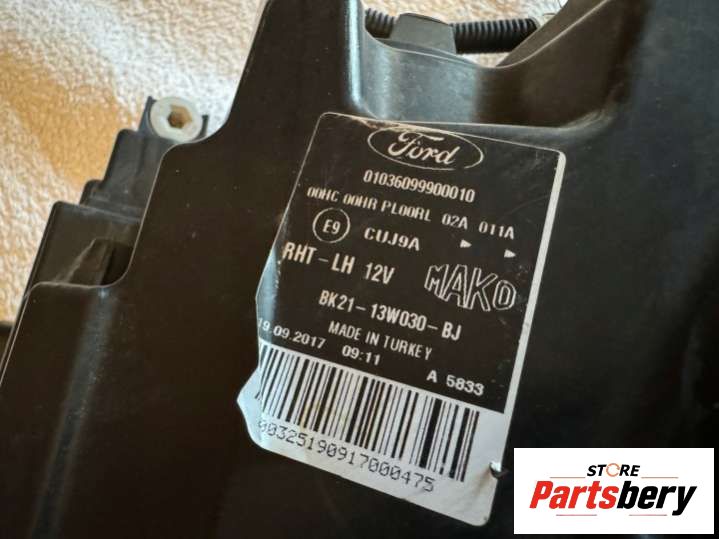 Ford
01036099900010
00HC 00HR PL00RL 02A 011A
E9 CUJ9A
RHT-LH 12V
MAKO
BK21-13W030-BJ
MADE IN TURKEY
19.09.2017 09:11
A 5833
00325190917000475
STORE
Partsbery